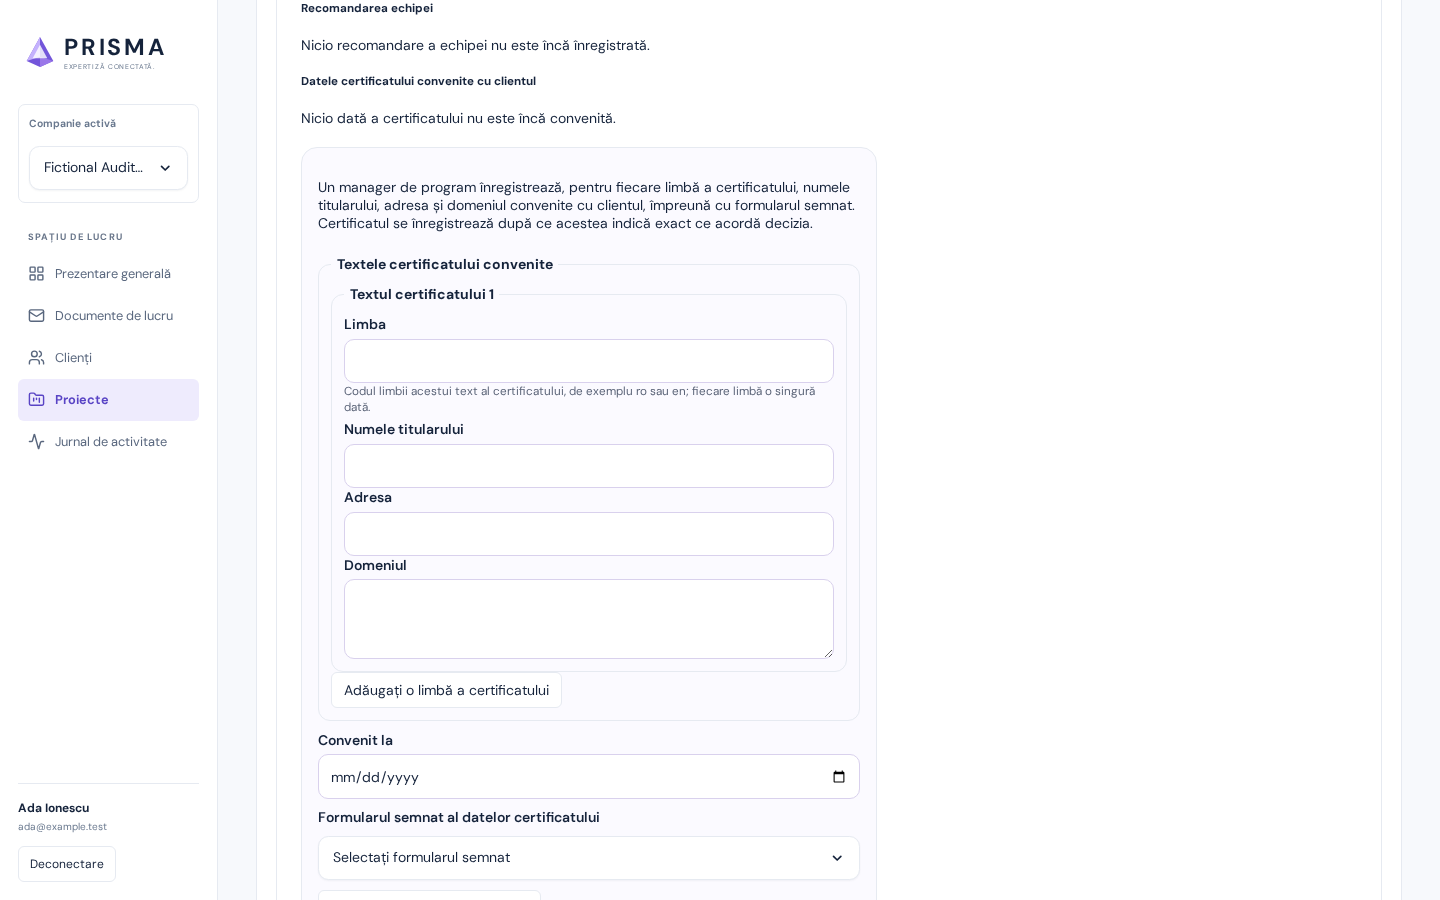 PRISMA
EXPERTIZĂ CONECTATĂ.
Companie activă
Fictional Audit...
SPAȚIU DE LUCRU
Prezentare generală
Documente de lucru
Clienți
Proiecte
Jurnal de activitate
Ada Ionescu
ada@example.test
Deconectare
Recomandarea echipei
Nicio recomandare a echipei nu este încă înregistrată.
Datele certificatului convenite cu clientul
Nicio dată a certificatului nu este încă convenită.
Un manager de program înregistrează, pentru fiecare limbă a certificatului, numele
titularului, adresa și domeniul convenite cu clientul, împreună cu formularul semnat.
Certificatul se înregistrează după ce acestea indică exact ce acordă decizia.
Textele certificatului convenite
Textul certificatului 1
Limba
Codul limbii acestui text al certificatului, de exemplu ro sau en; fiecare limbă o singură
dată.
Numele titularului
Adresa
Domeniul
Adăugați o limbă a certificatului
Convenit la
mm/dd/yyyy
Formularul semnat al datelor certificatului
Selectați formularul semnat